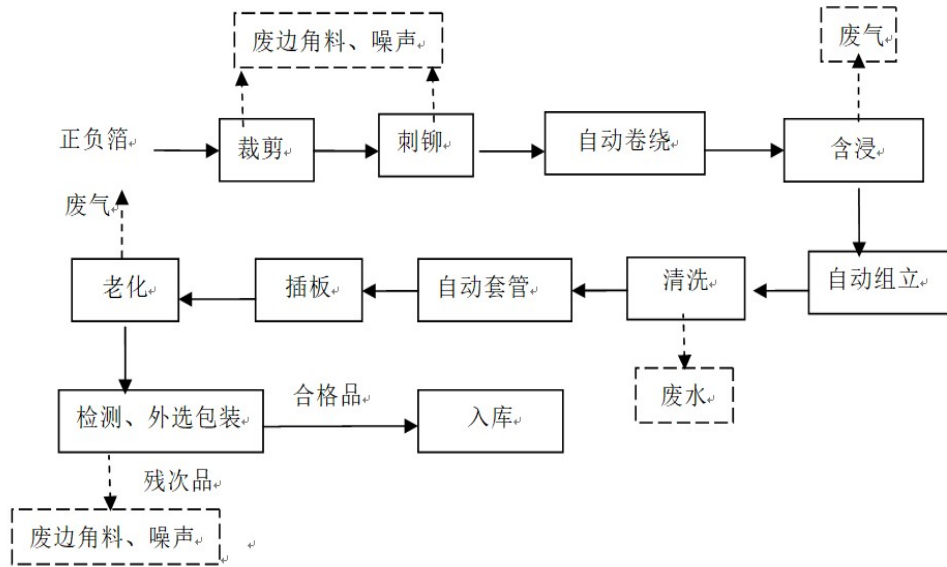 废边角料、噪声
废气
正负箔
裁剪
刺铆
自动卷绕
含浸
废气
老化
插板
自动套管
清洗
自动组立
废水
检测、外选包装
合格品
入库
残次品
废边角料、噪声